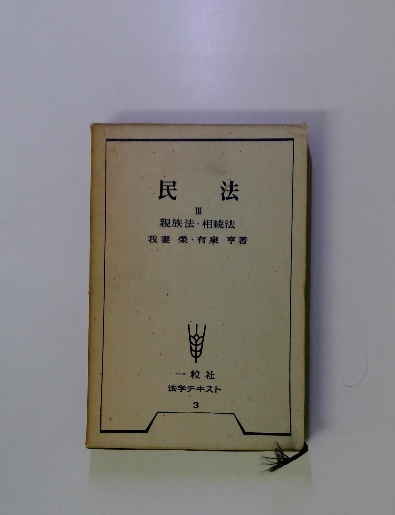 民 法
III
親族法・相続法
我妻 榮・有泉 亨著
一粒社
法学テキスト
3